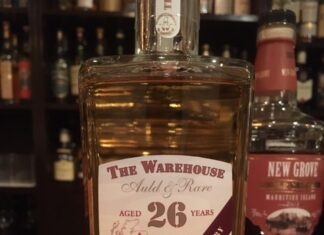 THE WAREHOUSE
Auld & Rare
AGED 26 YEARS
NEW GROVE
MAURITIUS ISLAND